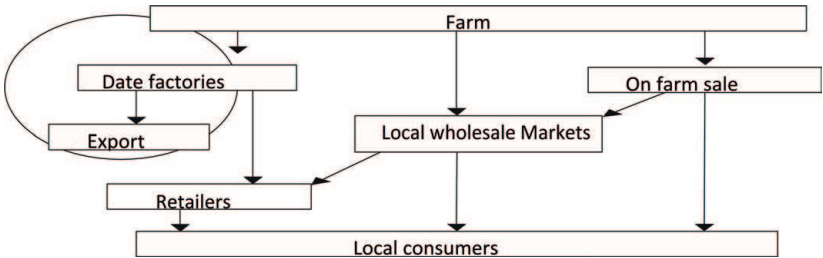 Farm
Date factories
On farm sale
Local wholesale Markets
Export
Retailers
Local consumers